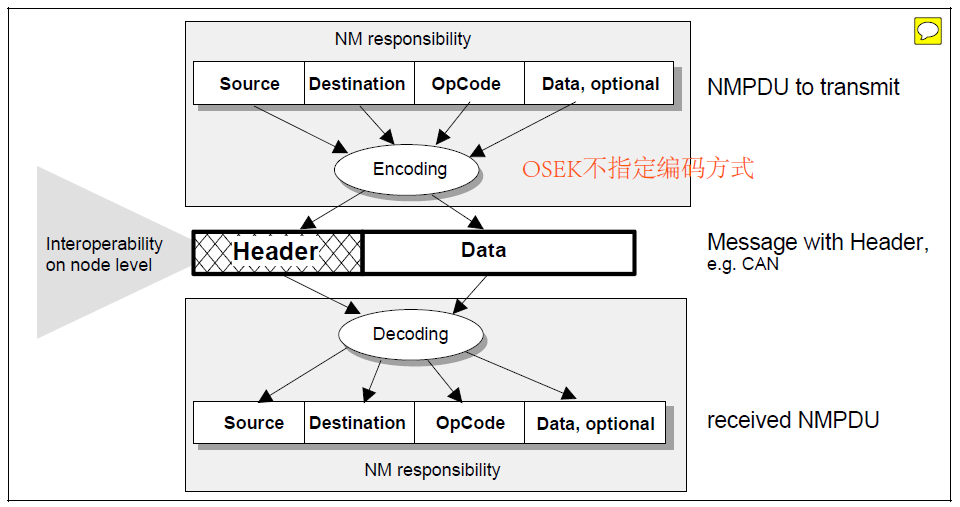 NM responsibility
Source Destination OpCode Data, optional
NMPDU to transmit
Encoding
OSEK不指定编码方式
Interoperability
on node level
Header Data
Message with Header,
e.g. CAN
Decoding
Source Destination OpCode Data, optional
received NMPDU
NM responsibility